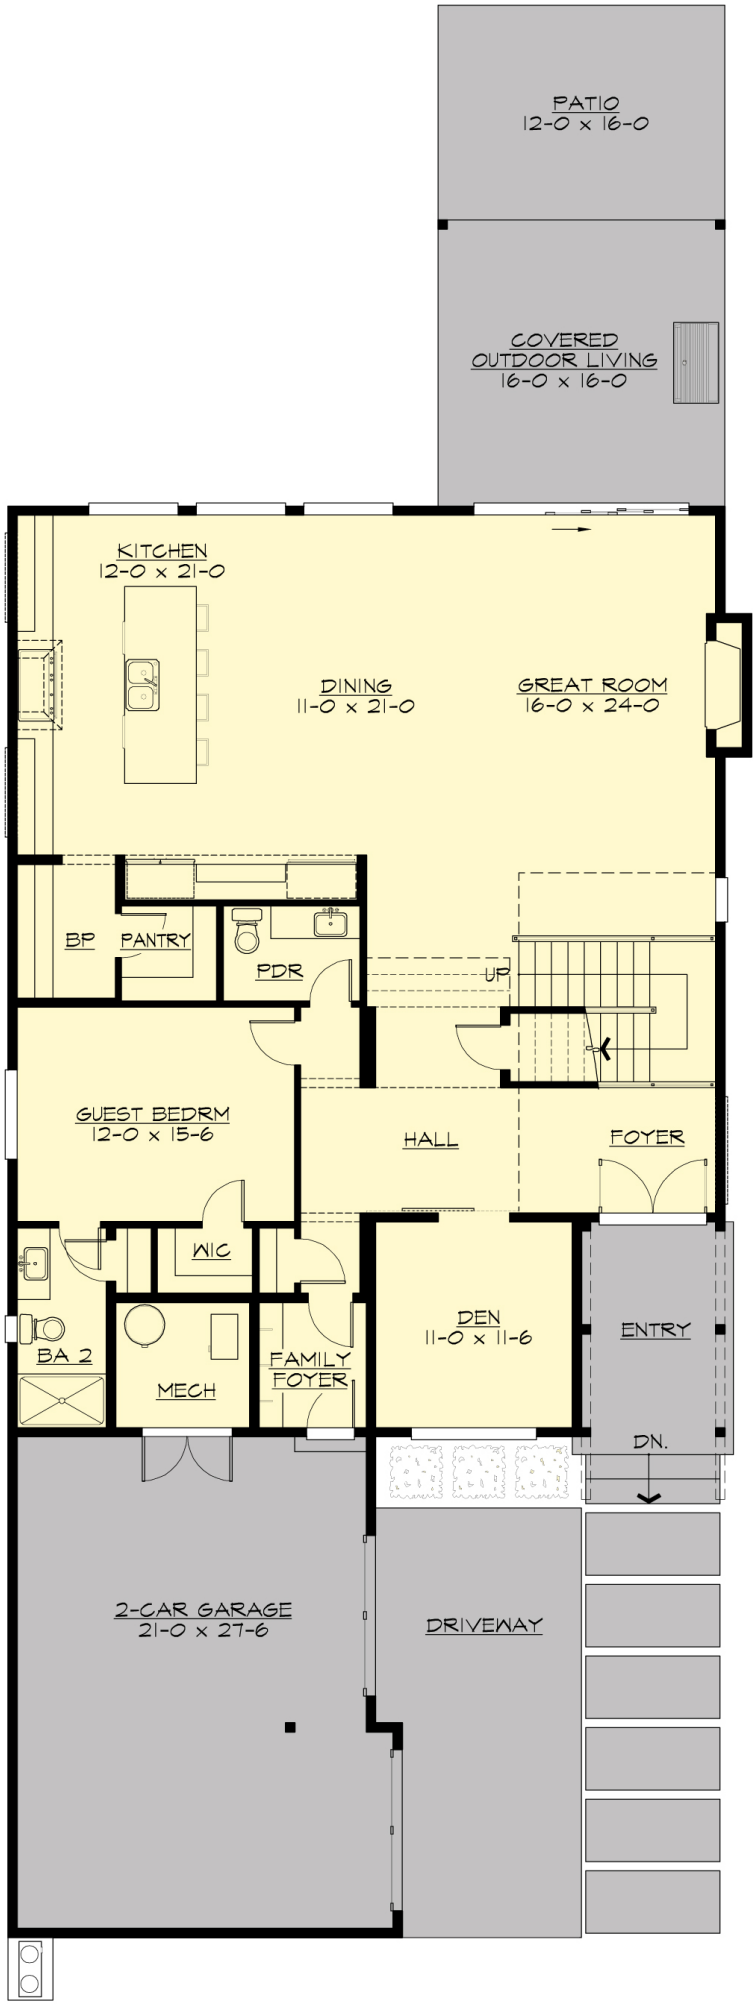 PATIO
12-0 x 16-0
COVERED
OUTDOOR LIVING
16-0 x 16-0
KITCHEN
12-0 x 21-0
DINING
11-0 x 21-0
GREAT ROOM
16-0 x 24-0
BP
PANTRY
PDR
UP
GUEST BEDRM
12-0 x 15-6
HALL
FOYER
WIC
DEN
11-0 x 11-6
ENTRY
BA 2
MECH
FAMILY
FOYER
DN.
2-CAR GARAGE
21-0 x 27-6
DRIVEWAY